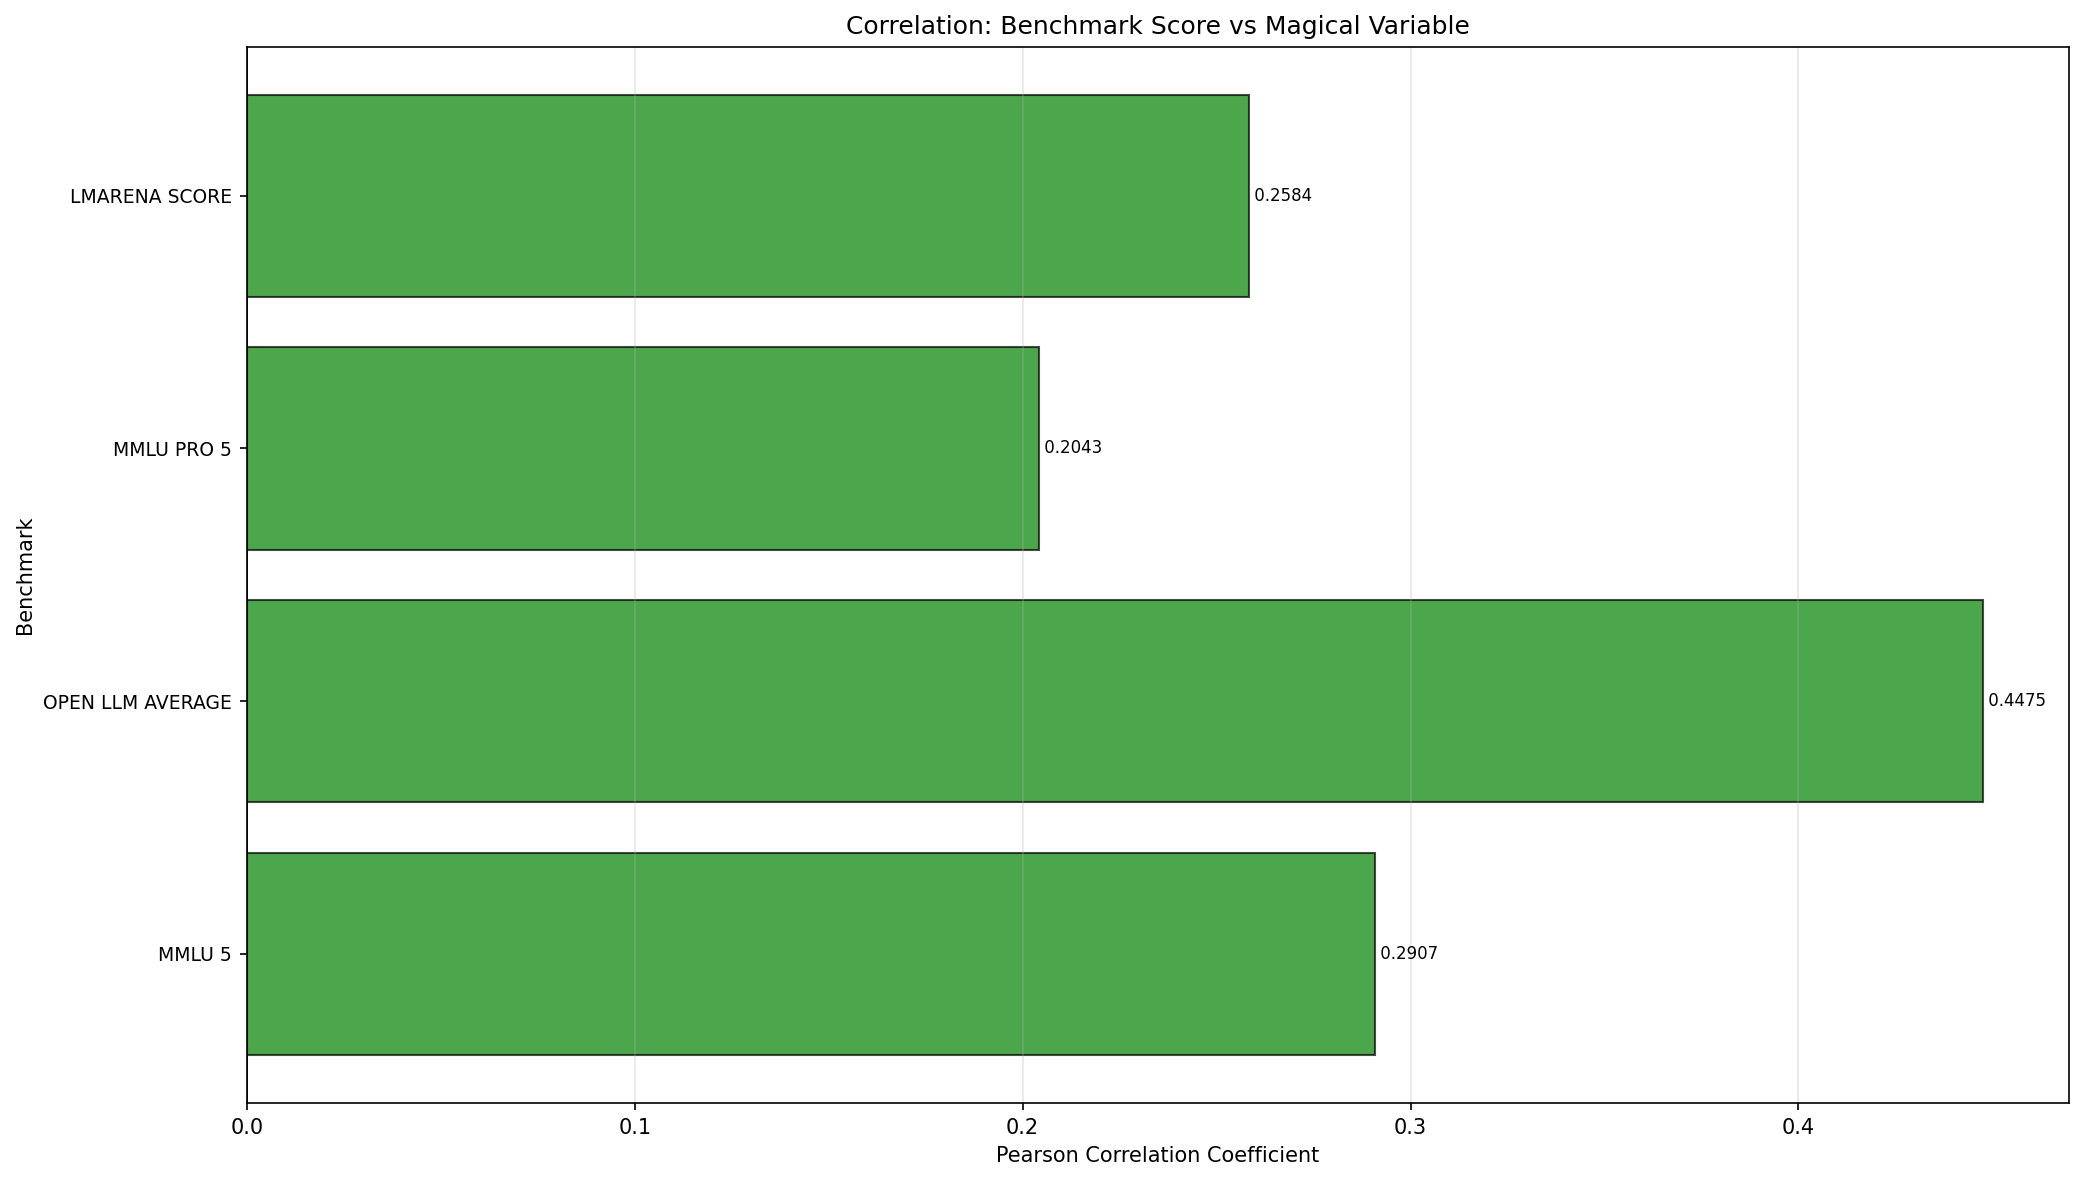 Correlation: Benchmark Score vs Magical Variable
LMARENA SCORE
0.2584
MMLU PRO 5
0.2043
Benchmark
OPEN LLM AVERAGE
0.4475
MMLU 5
0.2907
0.0 0.1 0.2 0.3 0.4
Pearson Correlation Coefficient